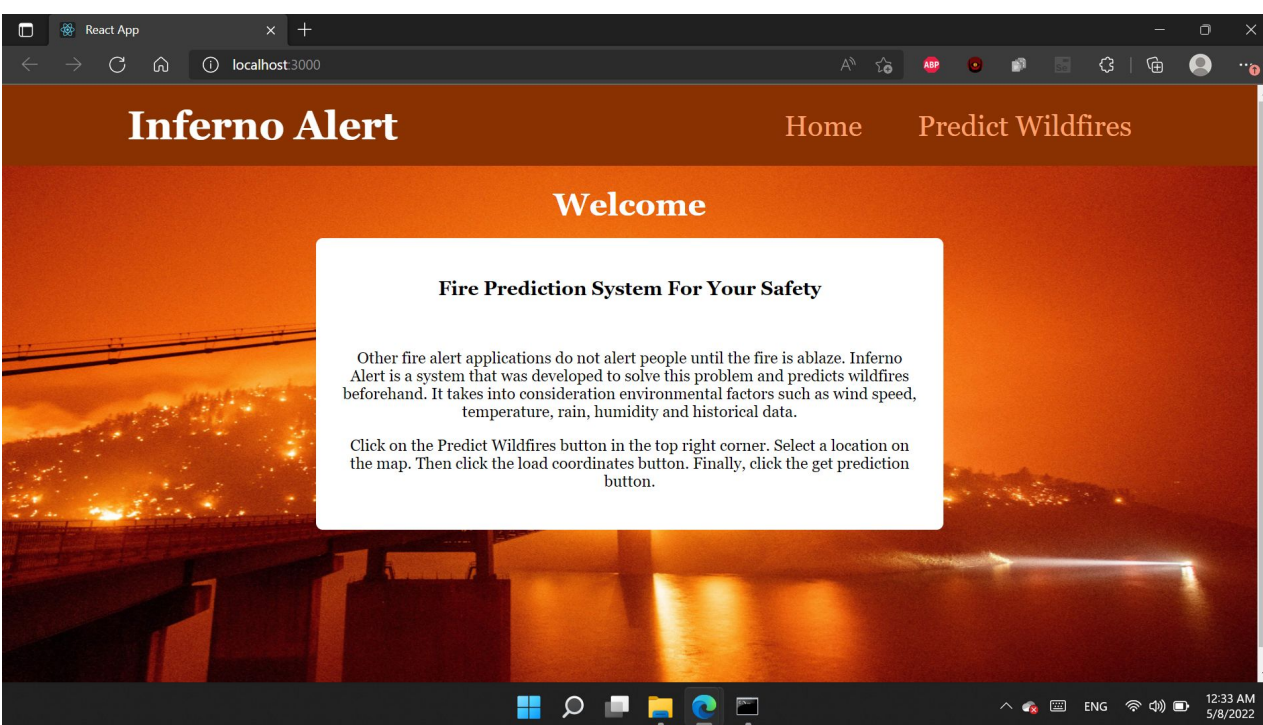 React App
localhost:3000
ABP
Inferno Alert
Home
Predict Wildfires
Welcome
Fire Prediction System For Your Safety
Other fire alert applications do not alert people until the fire is ablaze. Inferno
Alert is a system that was developed to solve this problem and predicts wildfires
beforehand. It takes into consideration environmental factors such as wind speed,
temperature, rain, humidity and historical data.
Click on the Predict Wildfires button in the top right corner. Select a location on
the map. Then click the load coordinates button. Finally, click the get prediction
button.
ENG
12:33 AM
5/8/2022